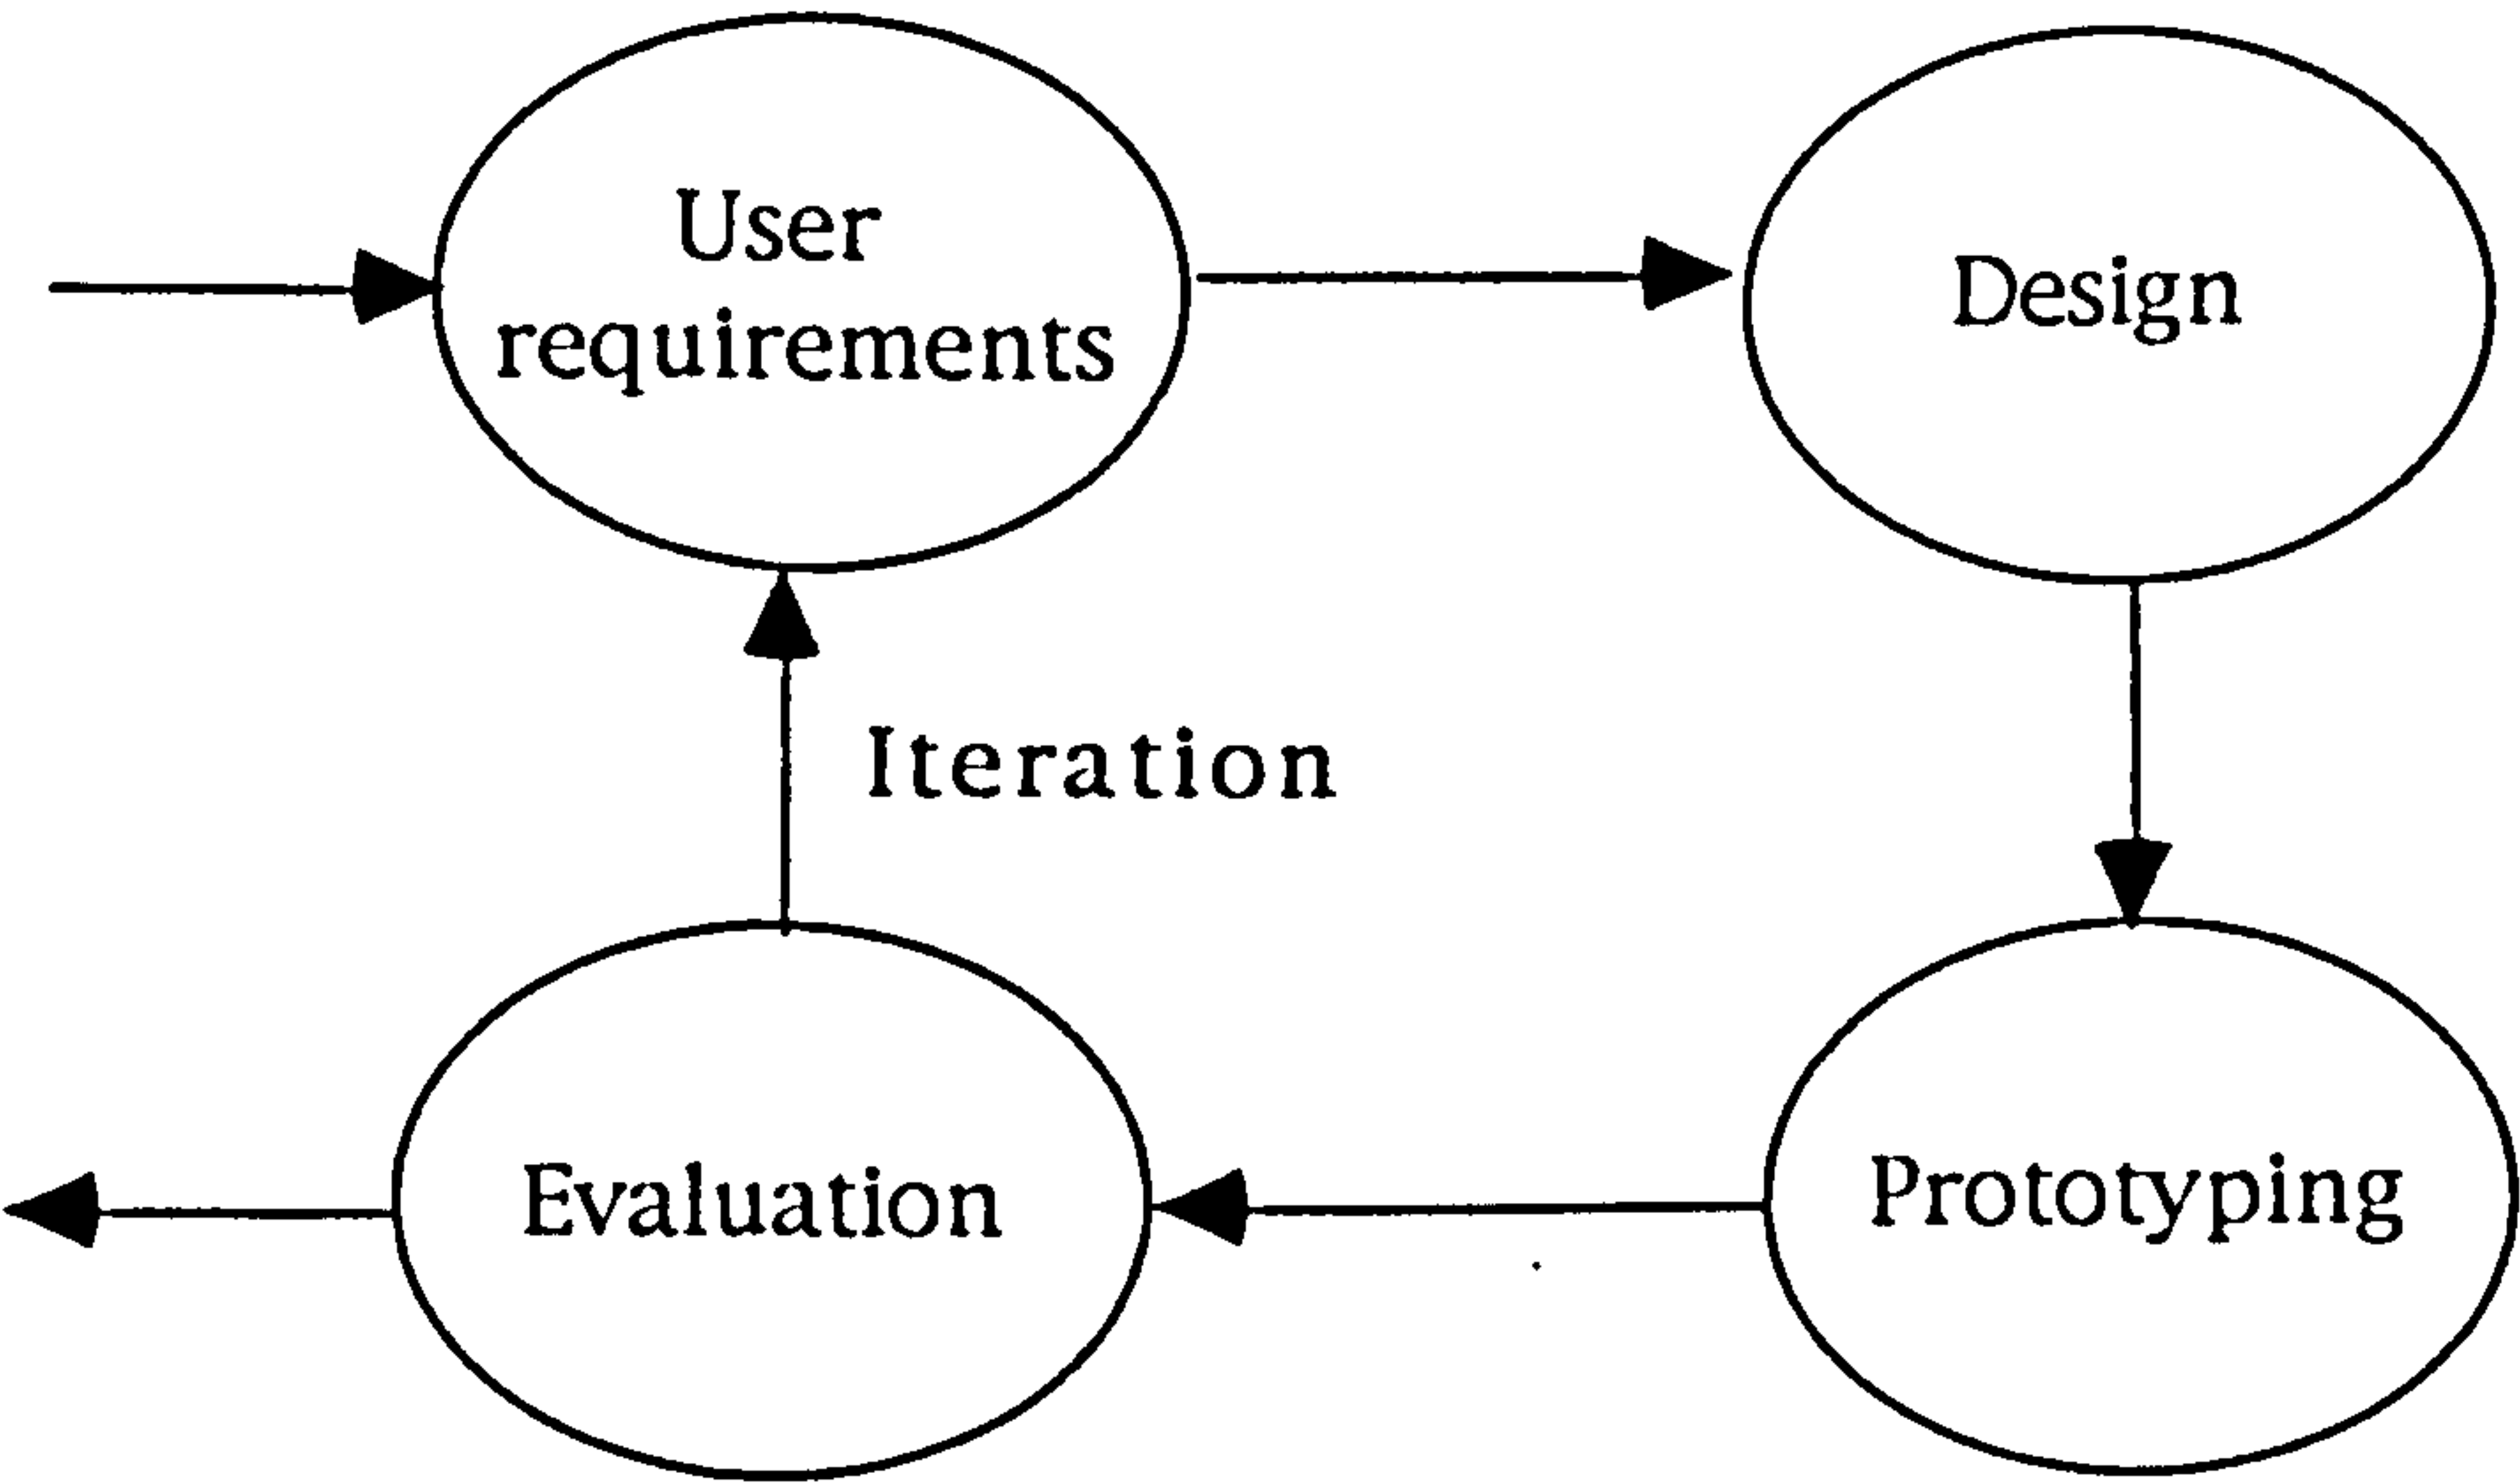 User
requirements
Design
Iteration
Evaluation
Prototyping